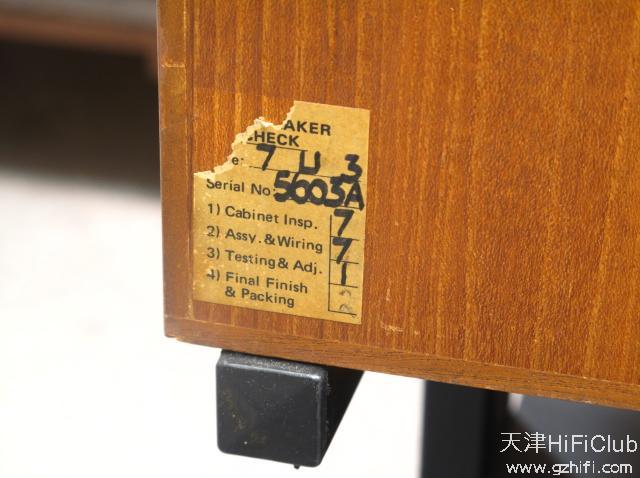 AKER
HECK
e: 7 U 3
Serial No: 5603A
1) Cabinet Insp. 7
2) Assy. & Wiring 7
3) Testing & Adj. 1
4) Final Finish
& Packing
天津HiFiClub
www.gzhifi.com